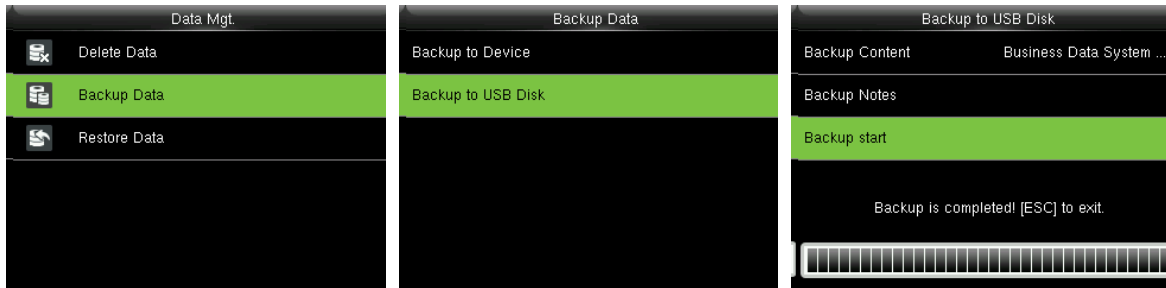 Data Mgt.
Delete Data
Backup Data
Restore Data
Backup Data
Backup to Device
Backup to USB Disk
Backup to USB Disk
Backup Content Business Data System ...
Backup Notes
Backup start
Backup is completed! [ESC] to exit.